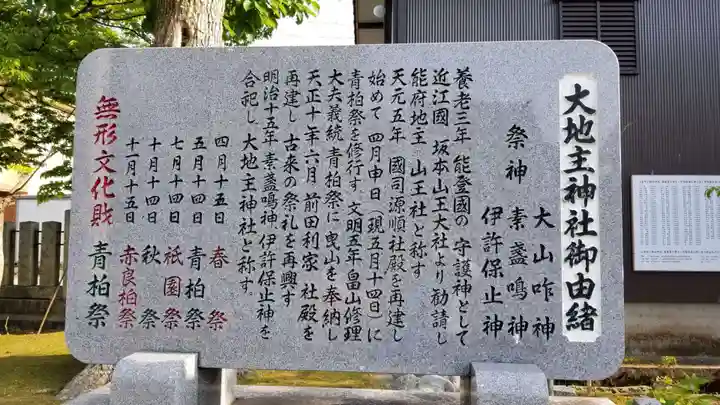 大地主神社御由緒
祭神 大山咋神
素盞鳴神
伊許保止神
養老三年 能登國の 守護神として
近江國 坂本山王大社より 勧請し
能府地主 山王社と称す
天元五年 國司源順社殿を再建し
始めて 四月申日(現五月十四日)に
青柏祭を修行す 文明五年 畠山修理
大夫義統 青柏祭に 曳山を奉納し
天正十年六月 前田利家 社殿を
再建し 古来の祭礼を再興す
明治十五年 素盞鳴神、伊許保止神を
合祀し 大地主神社と称す。
四月十五日 春祭
五月十四日 青柏祭
七月十四日 祇園祭
十月十四日 秋祭
十一月十五日 赤良柏祭
無形文化財 青柏祭